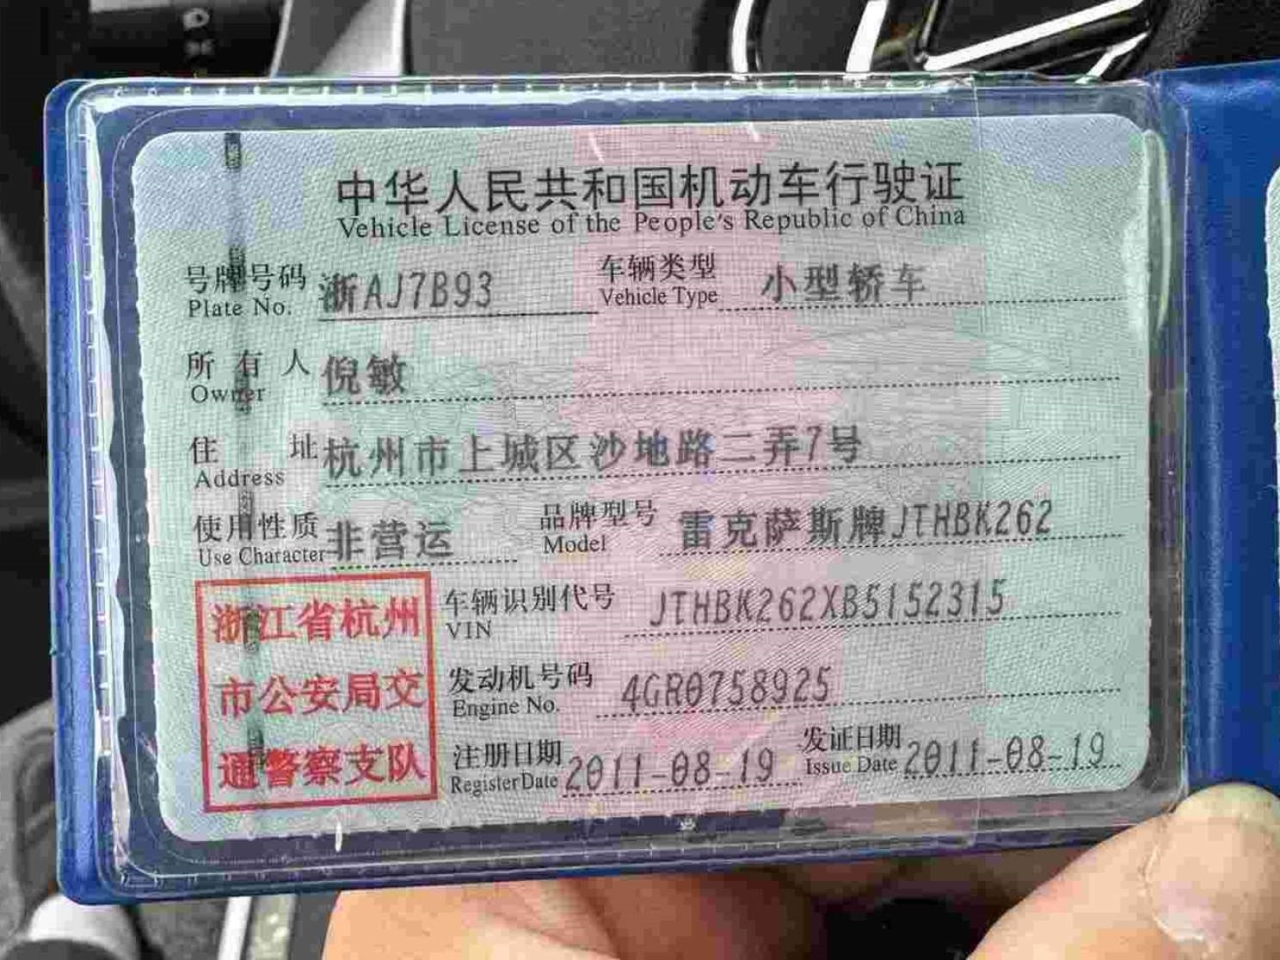 中华人民共和国机动车行驶证
Vehicle License of the People's Republic of China
号牌号码 浙AJ7B93 车辆类型 小型轿车
Plate No. Vehicle Type
所有人 倪敏
Owner
住址 杭州市上城区沙地路二弄7号
Address
使用性质 非营运 品牌型号 雷克萨斯牌JTHBK262
Use Character Model
浙江省杭州
市公安局交
通警察支队
车辆识别代号 JTHBK262XB5152315
VIN
发动机号码 4GR0758925
Engine No.
注册日期 2011-08-19 发证日期 2011-08-19
Register Date Issue Date